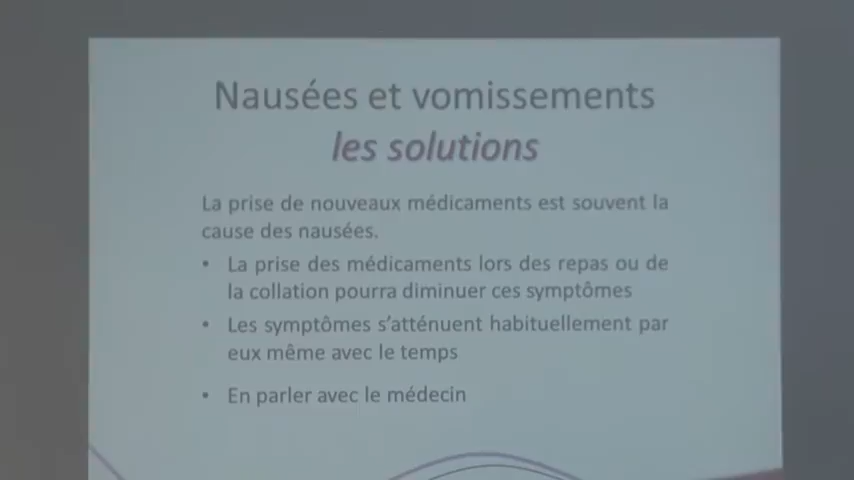 Nausées et vomissements
les solutions
La prise de nouveaux médicaments est souvent la
cause des nausées.
• La prise des médicaments lors des repas ou de
la collation pourra diminuer ces symptômes
• Les symptômes s'atténuent habituellement par
eux même avec le temps
• En parler avec le médecin